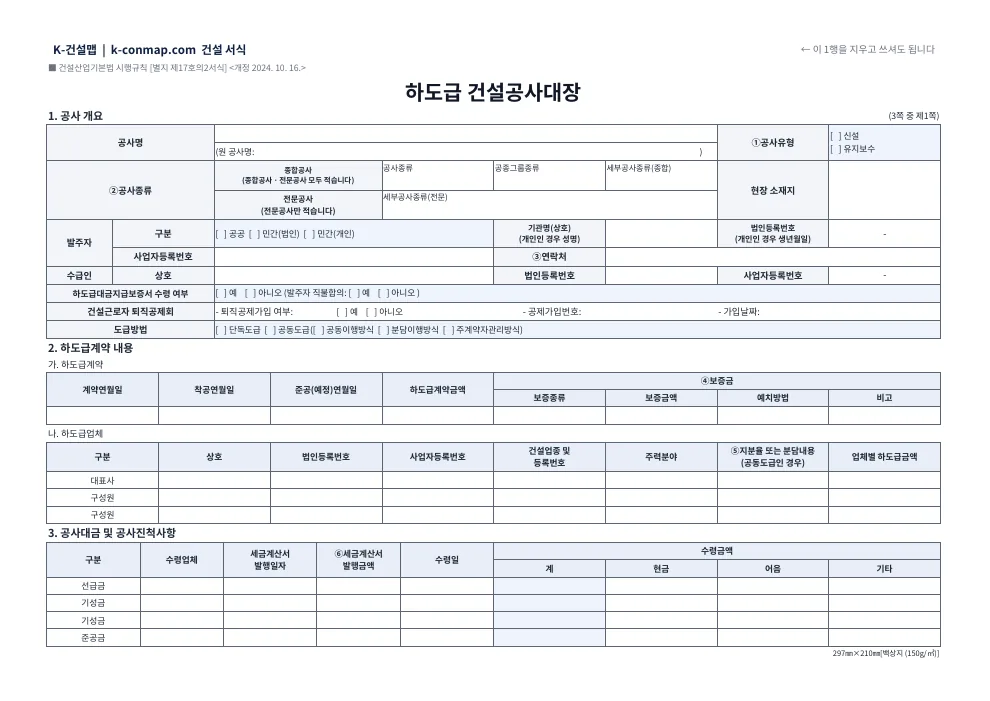 K-건설맵 | k-conmap.com 건설 서식
← 이 1행을 지우고 쓰셔도 됩니다
■ 건설산업기본법 시행규칙 [별지 제17호의2서식] <개정 2024. 10. 16.>
하도급 건설공사대장
1. 공사 개요
(3쪽 중 제1쪽)
공사명
(원 공사명: )
①공사유형
[ ] 신설
[ ] 유지보수
②공사종류
종합공사
(종합공사ㆍ전문공사 모두 적습니다)
공사종류
공종그룹종류
세부공사종류(종합)
전문공사
(전문공사만 적습니다)
세부공사종류(전문)
현장 소재지
발주자
구분
[ ] 공공 [ ] 민간(법인) [ ] 민간(개인)
기관명(상호)
(개인인 경우 성명)
법인등록번호
(개인인 경우 생년월일)
-
사업자등록번호
③연락처
수급인
상호
법인등록번호
사업자등록번호
-
하도급대금지급보증서 수령 여부
[ ] 예 [ ] 아니오 (발주자 직불합의: [ ] 예 [ ] 아니오 )
건설근로자 퇴직공제회
- 퇴직공제가입 여부: [ ] 예 [ ] 아니오
- 공제가입번호:
- 가입날짜:
도급방법
[ ] 단독도급 [ ] 공동도급([ ] 공동이행방식 [ ] 분담이행방식 [ ] 주계약자관리방식)
2. 하도급계약 내용
가. 하도급계약
계약연월일
착공연월일
준공(예정)연월일
하도급계약금액
④보증금
보증종류
보증금액
예치방법
비고
나. 하도급업체
구분
상호
법인등록번호
사업자등록번호
건설업종 및
등록번호
주력분야
⑤지분율 또는 분담내용
(공동도급인 경우)
업체별 하도급금액
대표사
구성원
구성원
3. 공사대금 및 공사진척사항
구분
수령업체
세금계산서
발행일자
⑥세금계산서
발행금액
수령일
수령금액
계
현금
어음
기타
선급금
기성금
기성금
준공금
297㎜×210㎜[백상지 (150g/㎡)]